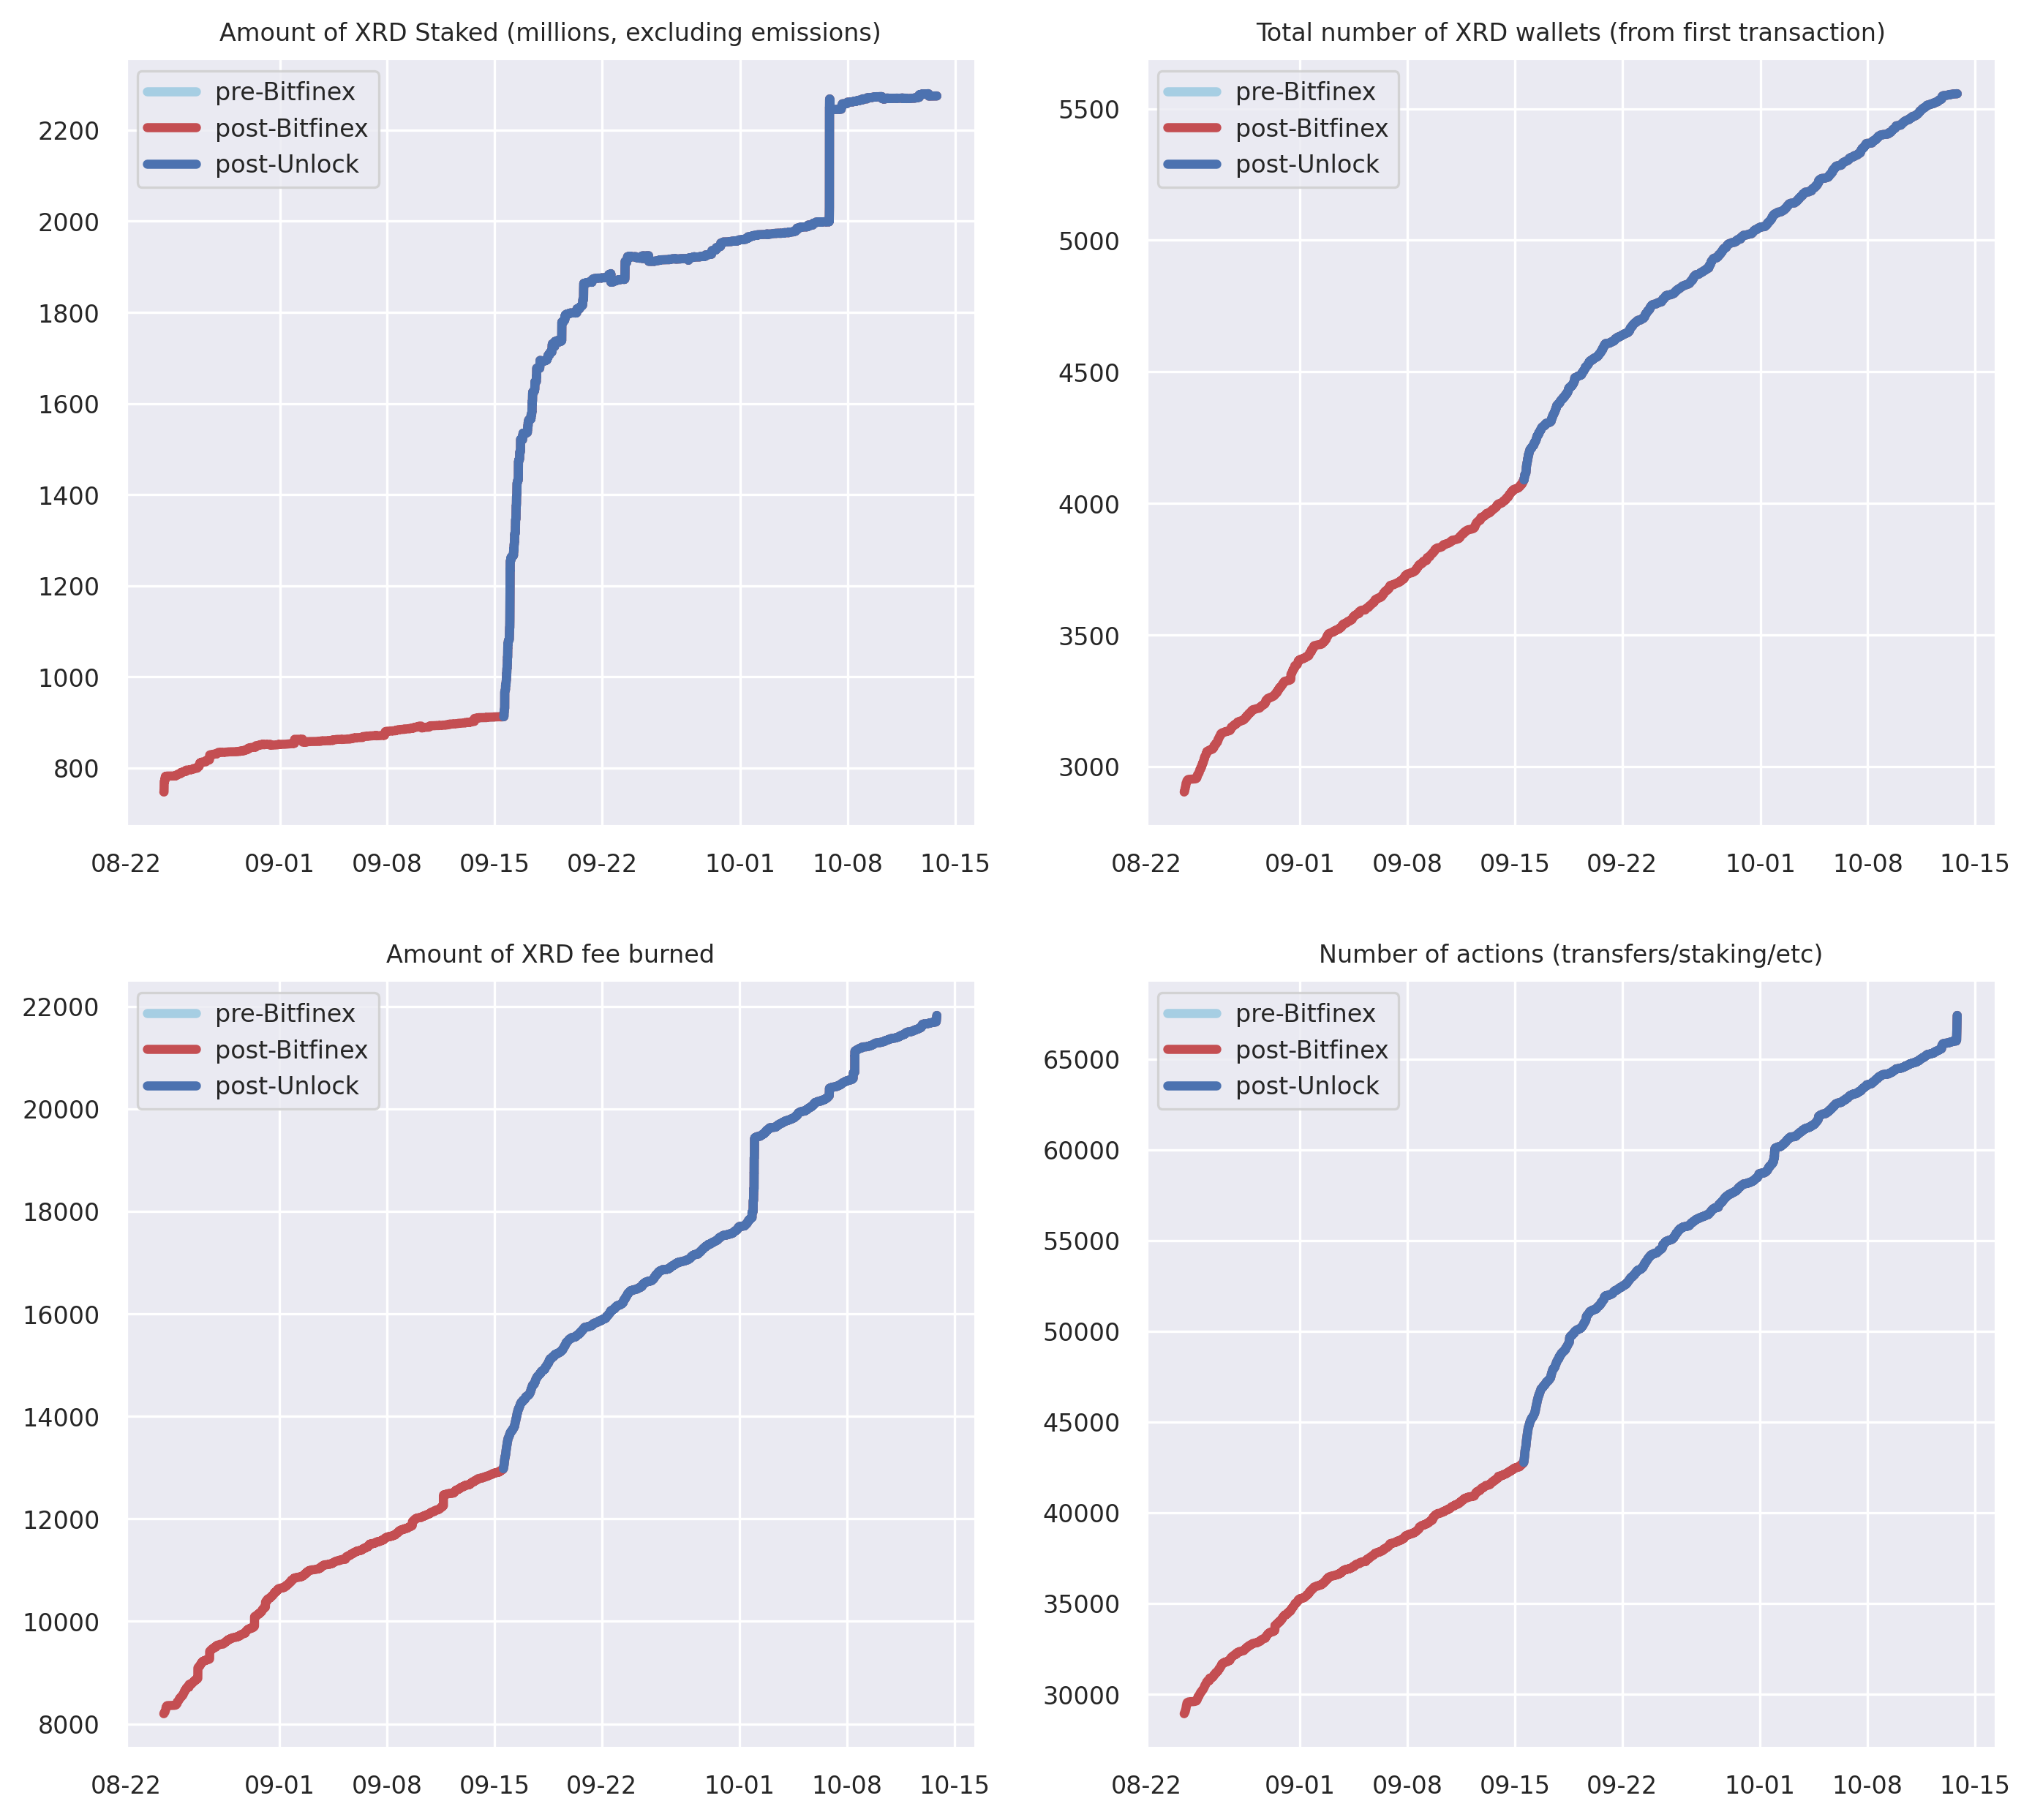 Amount of XRD Staked (millions, excluding emissions)
pre-Bitfinex
post-Bitfinex
post-Unlock
2200
2000
1800
1600
1400
1200
1000
800
08-22 09-01 09-08 09-15 09-22 10-01 10-08 10-15
Total number of XRD wallets (from first transaction)
pre-Bitfinex
post-Bitfinex
post-Unlock
5500
5000
4500
4000
3500
3000
08-22 09-01 09-08 09-15 09-22 10-01 10-08 10-15
Amount of XRD fee burned
pre-Bitfinex
post-Bitfinex
post-Unlock
22000
20000
18000
16000
14000
12000
10000
8000
08-22 09-01 09-08 09-15 09-22 10-01 10-08 10-15
Number of actions (transfers/staking/etc)
pre-Bitfinex
post-Bitfinex
post-Unlock
65000
60000
55000
50000
45000
40000
35000
30000
08-22 09-01 09-08 09-15 09-22 10-01 10-08 10-15